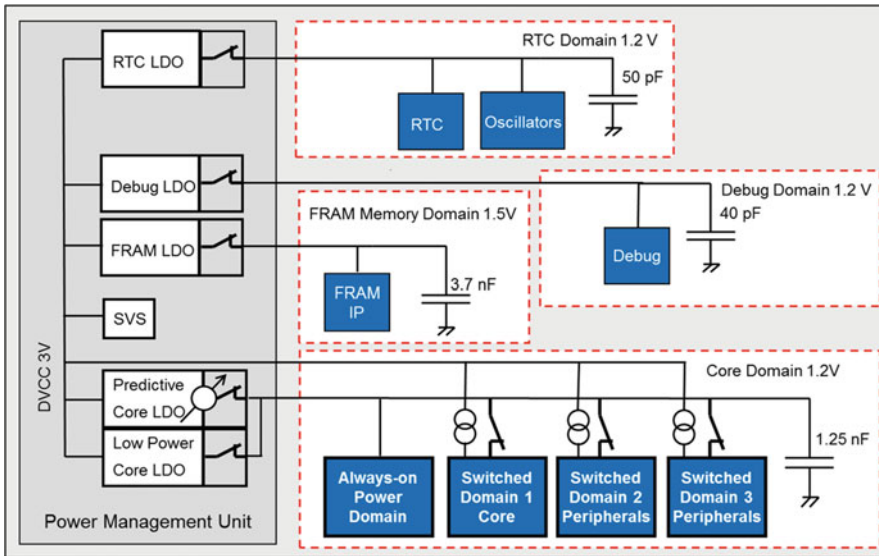 RTC Domain 1.2 V
RTC LDO
50 pF
RTC
Oscillators
Debug LDO
Debug Domain 1.2 V
40 pF
FRAM Memory Domain 1.5V
FRAM LDO
Debug
3.7 nF
FRAM
IP
SVS
DVCC 3V
Core Domain 1.2V
Predictive
Core LDO
Low Power
Core LDO
1.25 nF
Always-on
Power
Domain
Switched
Domain 1
Core
Switched
Domain 2
Peripherals
Switched
Domain 3
Peripherals
Power Management Unit